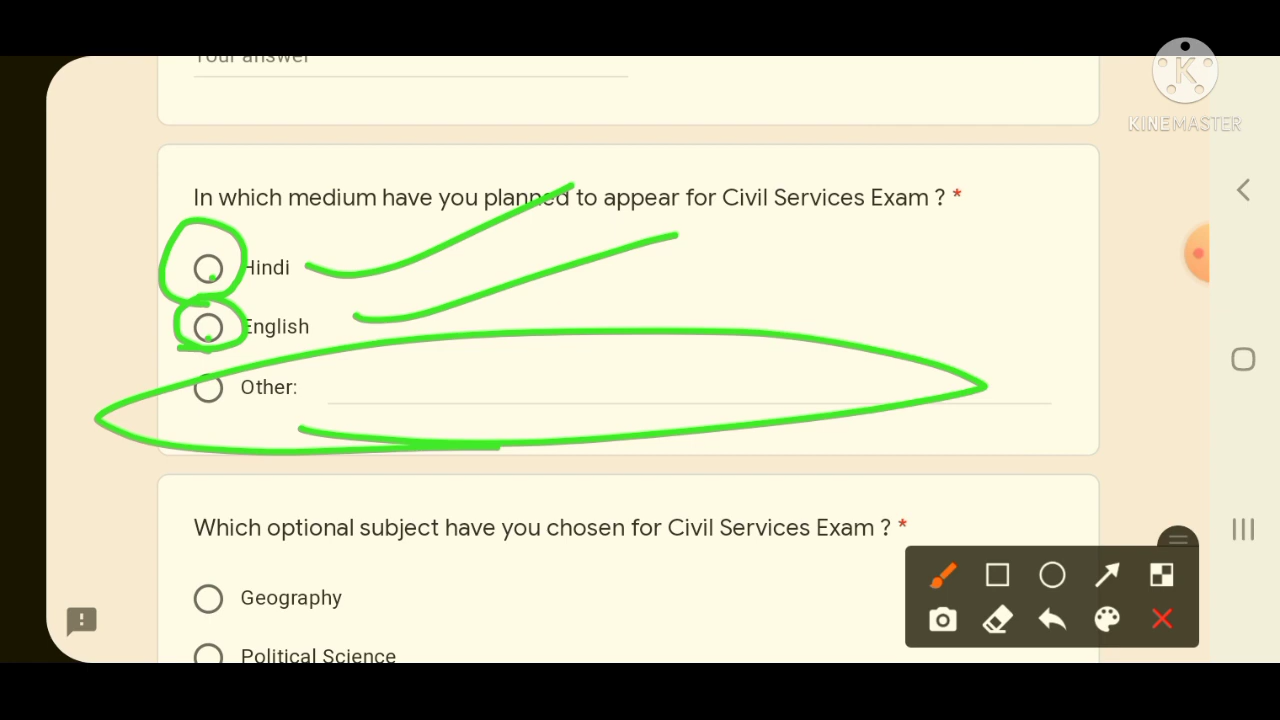 Your answer
KINEMASTER
In which medium have you planned to appear for Civil Services Exam ? *
Hindi
English
Other:
Which optional subject have you chosen for Civil Services Exam ? *
Geography
Political Science